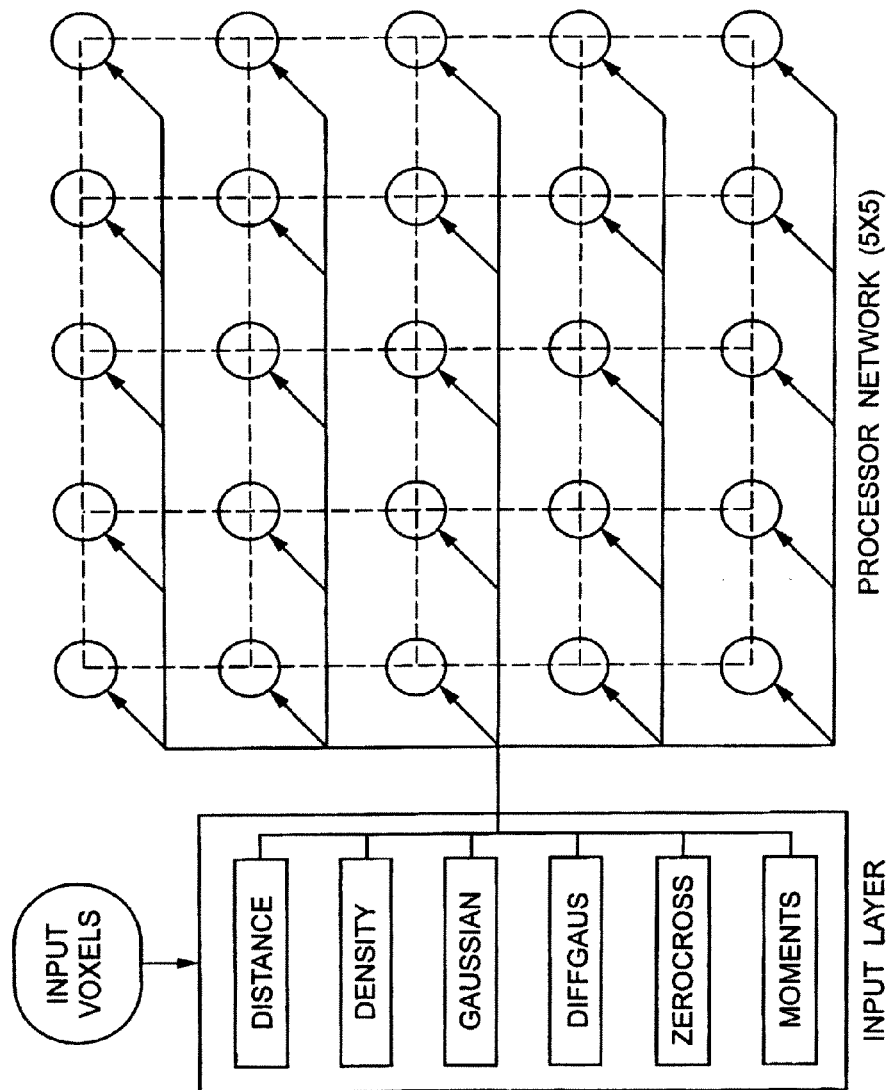 INPUT
VOXELS
DISTANCE
DENSITY
GAUSSIAN
DIFFGAUS
ZEROCROSS
MOMENTS
INPUT LAYER
PROCESSOR NETWORK (5X5)